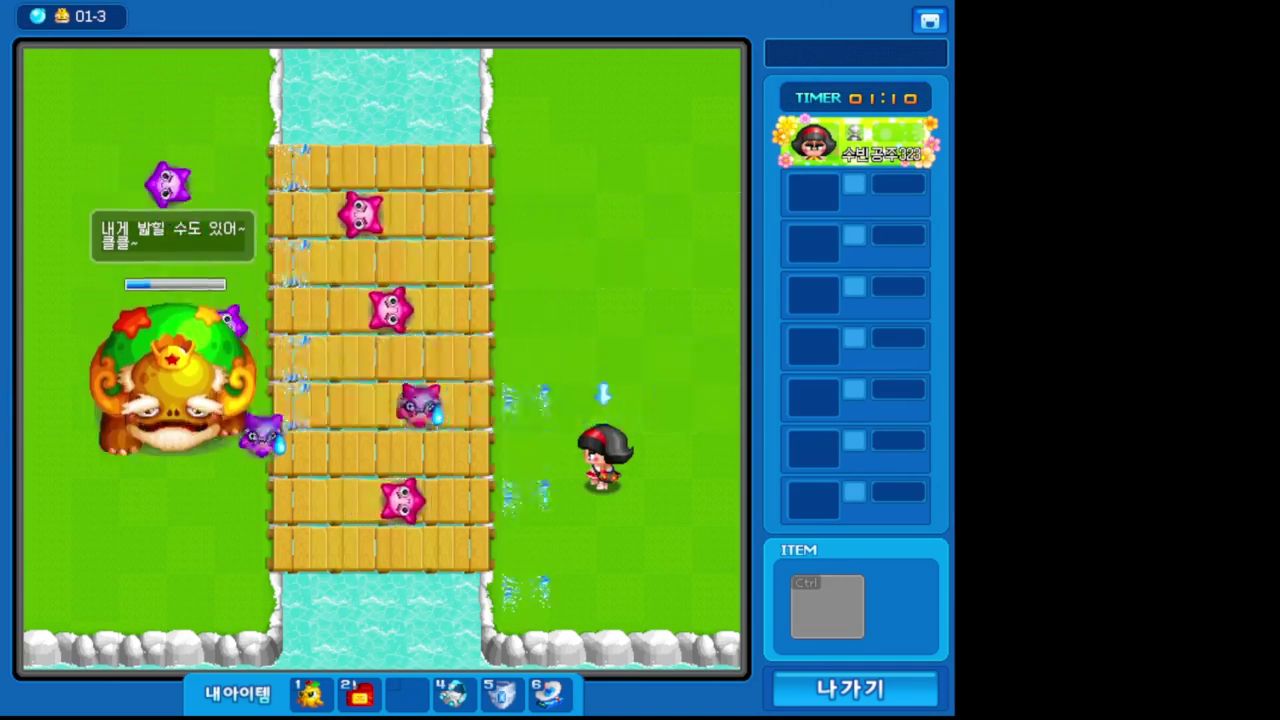 01-3
TIMER 01:10
수빈공주323
내게 밟힐 수도 있어~
클클~
ITEM
Ctrl
내 아이템
1
2
4
5
6
나가기